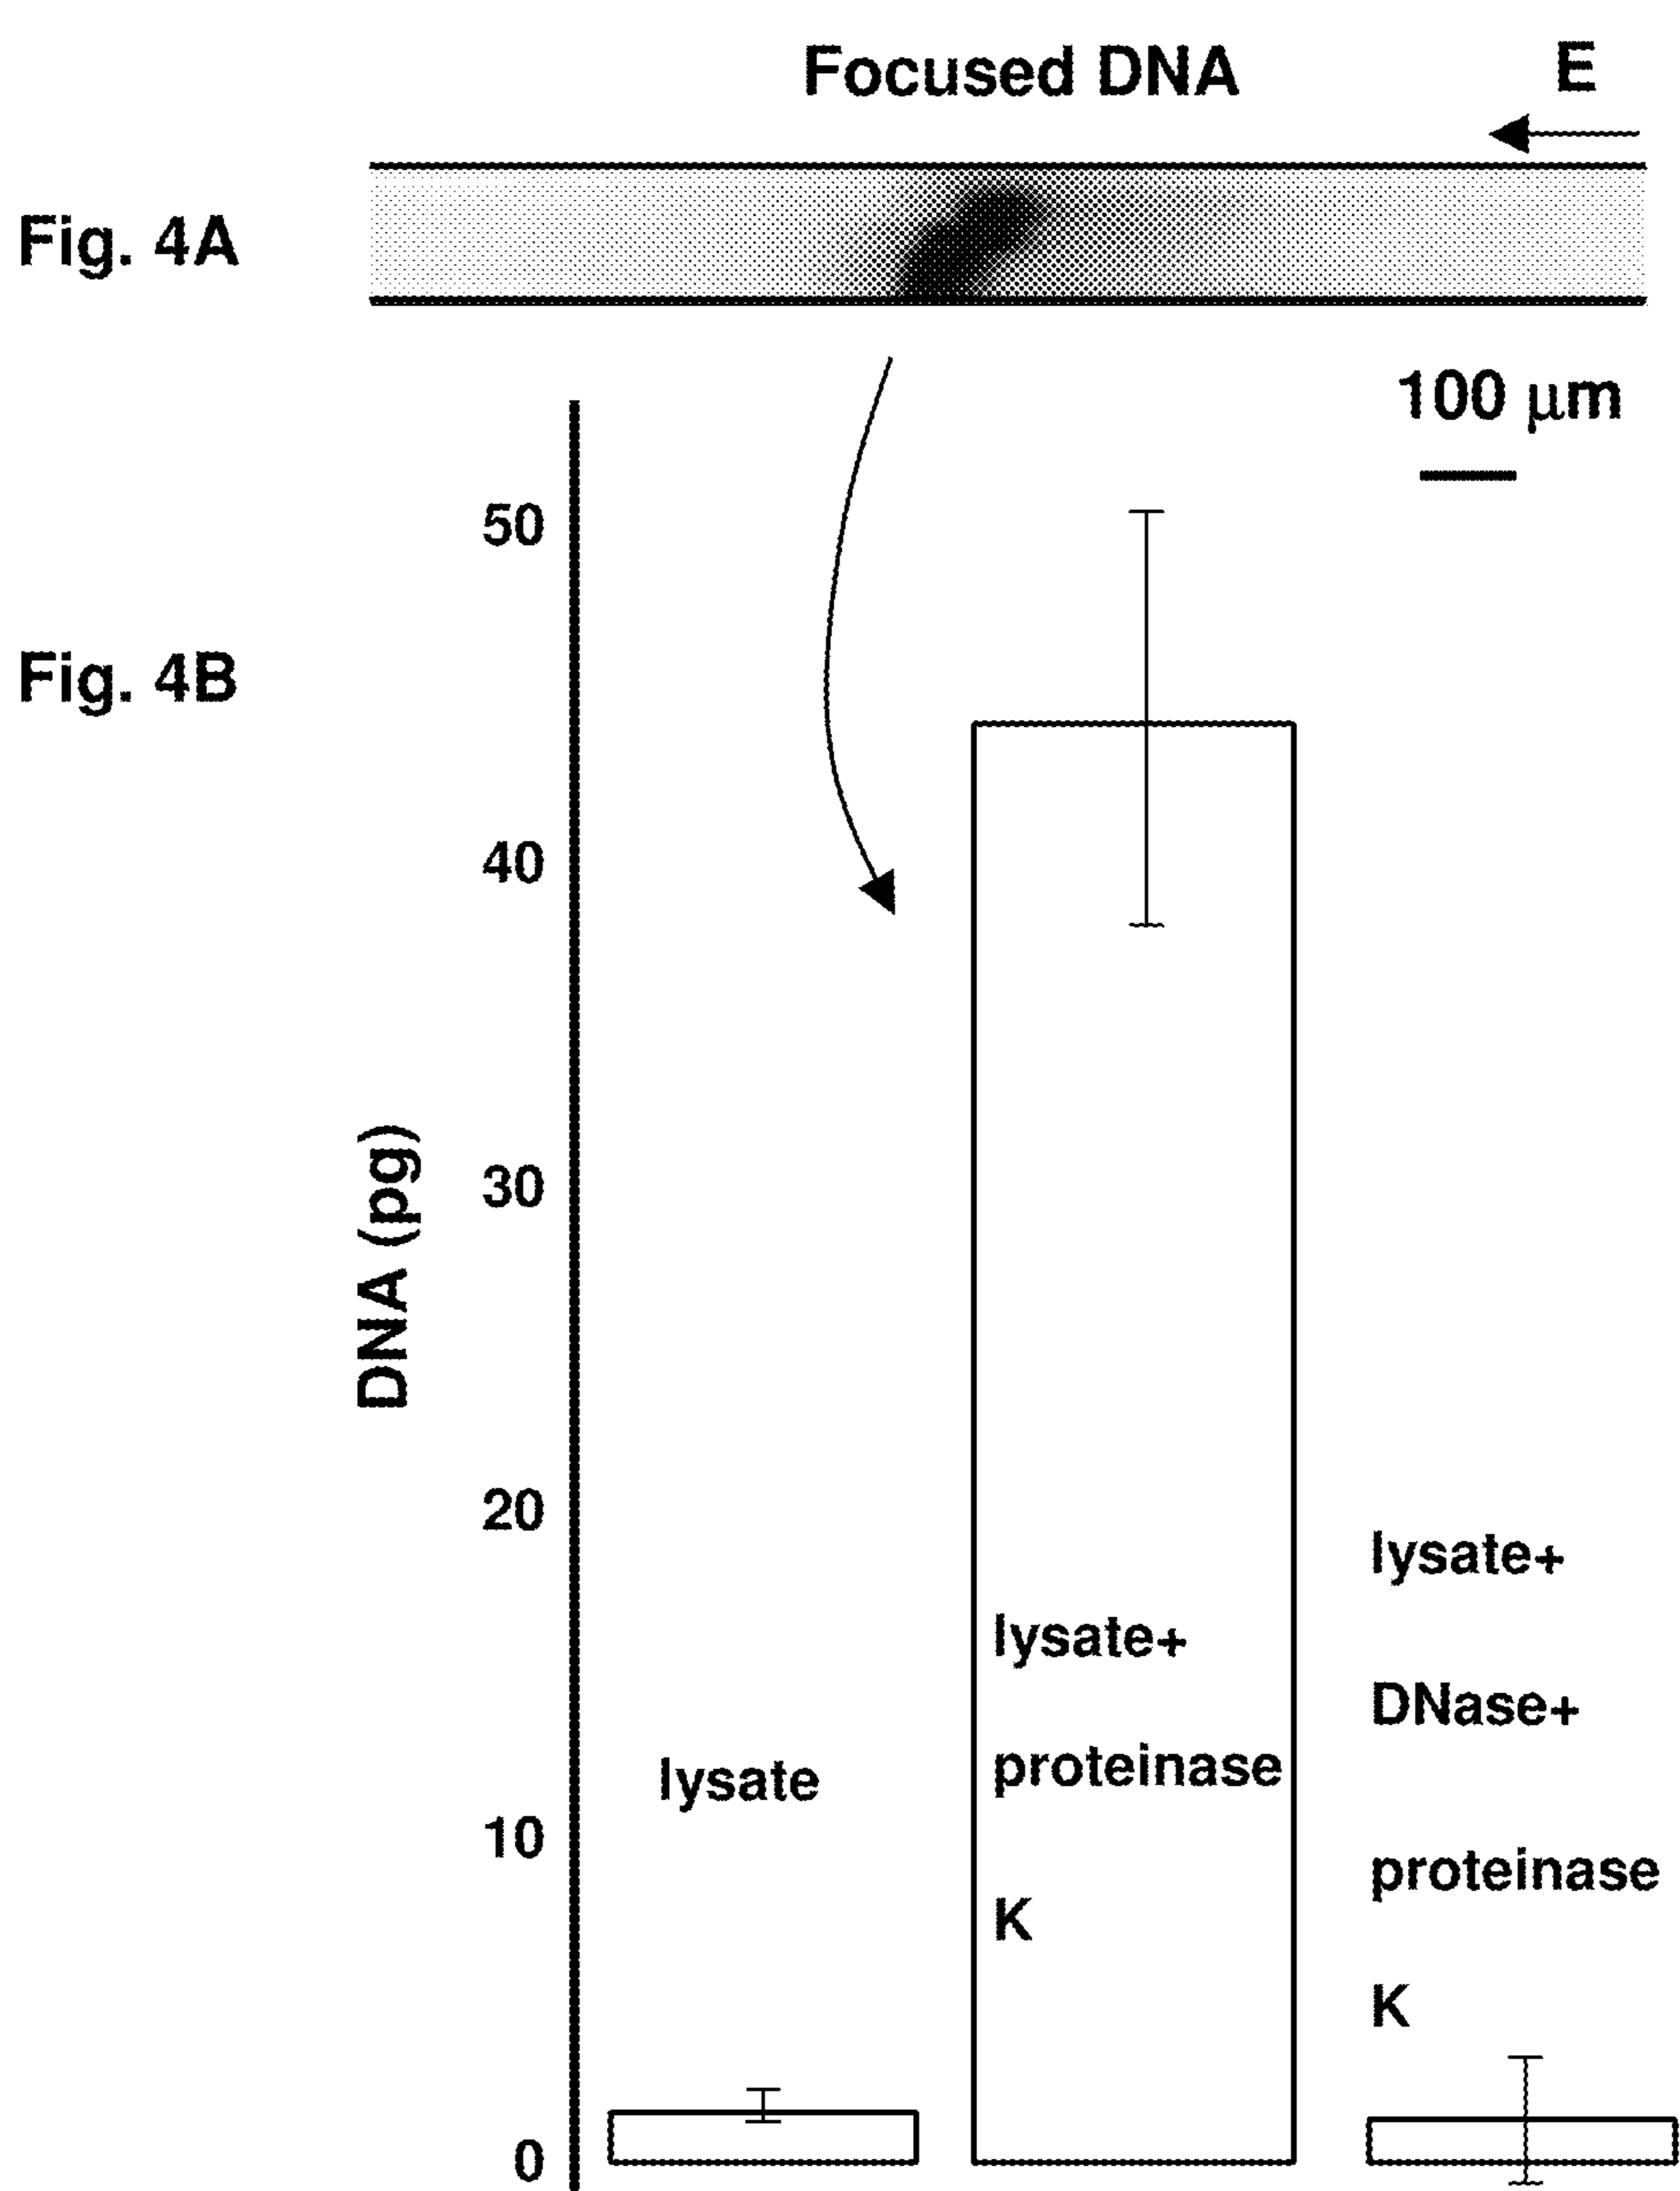 Focused DNA
E
Fig. 4A
100 μm
Fig. 4B
50
40
30
20
10
0
DNA (pg)
lysate
lysate+
proteinase
K
lysate+
DNase+
proteinase
K